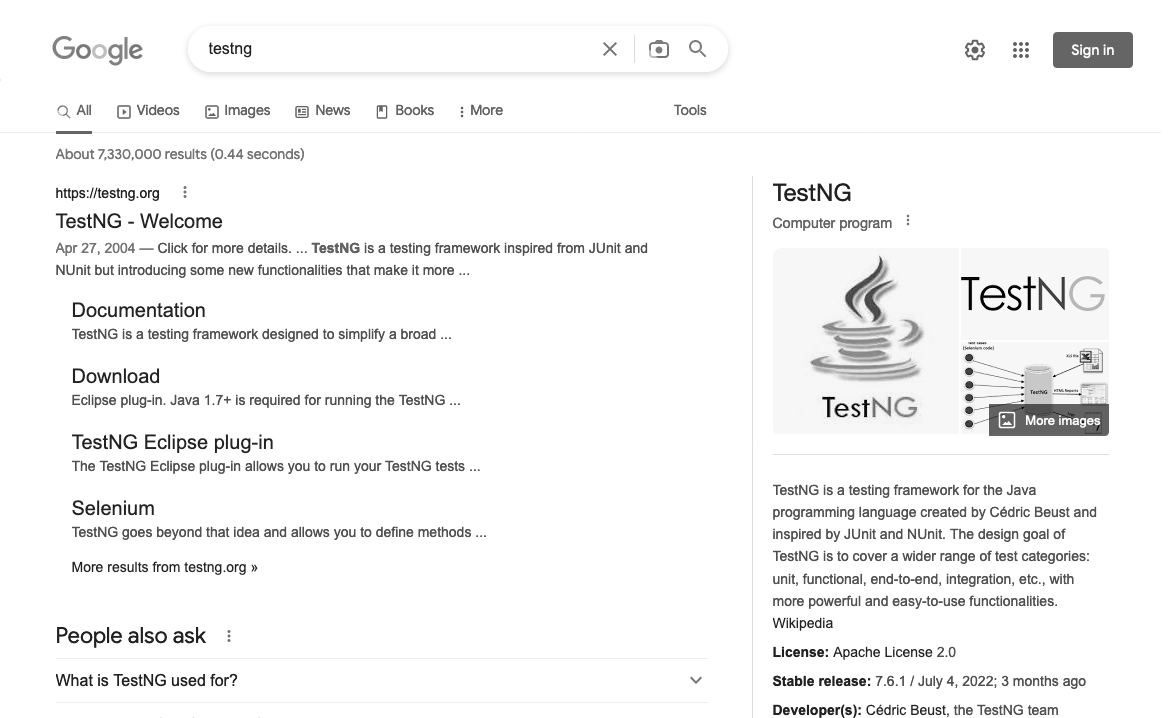 Google
testng
Sign in
All
Videos
Images
News
Books
More
Tools
About 7,330,000 results (0.44 seconds)
https://testng.org
TestNG - Welcome
Apr 27, 2004 — Click for more details. ... TestNG is a testing framework inspired from JUnit and
NUnit but introducing some new functionalities that make it more ...
Documentation
TestNG is a testing framework designed to simplify a broad ...
Download
Eclipse plug-in. Java 1.7+ is required for running the TestNG ...
TestNG Eclipse plug-in
The TestNG Eclipse plug-in allows you to run your TestNG tests ...
Selenium
TestNG goes beyond that idea and allows you to define methods ...
More results from testng.org »
People also ask
What is TestNG used for?
TestNG
Computer program
TestNG
TestNG
Test cases
(Selenium code)
XLS file
TestNG
HTML Reports
More images
TestNG is a testing framework for the Java
programming language created by Cédric Beust and
inspired by JUnit and NUnit. The design goal of
TestNG is to cover a wider range of test categories:
unit, functional, end-to-end, integration, etc., with
more powerful and easy-to-use functionalities.
Wikipedia
License: Apache License 2.0
Stable release: 7.6.1 / July 4, 2022; 3 months ago
Developer(s): Cédric Beust, the TestNG team